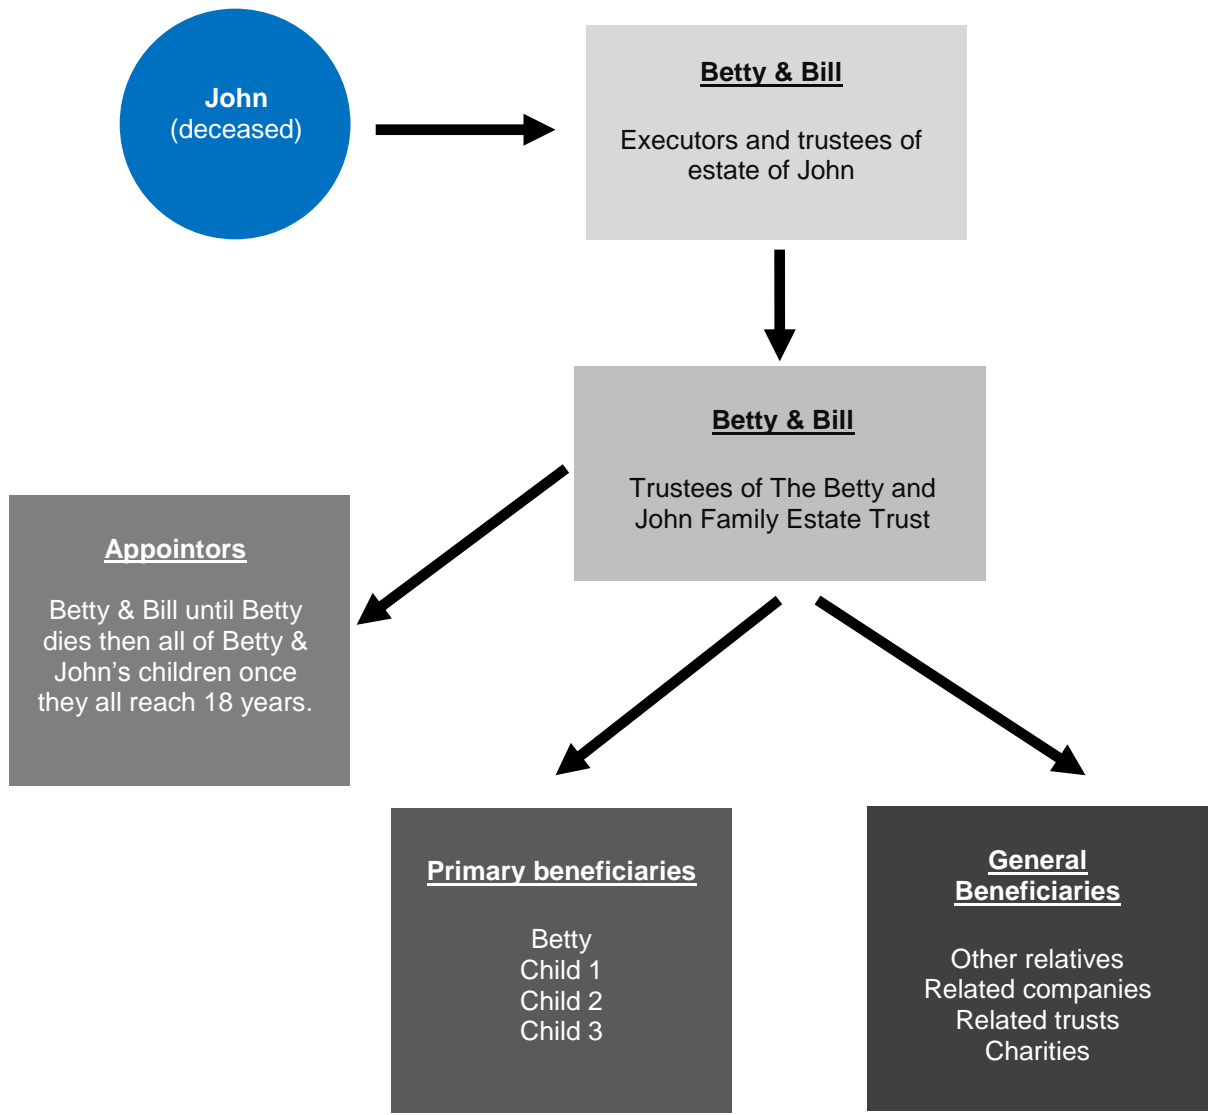 John
(deceased)
Betty & Bill
Executors and trustees of
estate of John
Betty & Bill
Trustees of The Betty and
John Family Estate Trust
Appointors
Betty & Bill until Betty
dies then all of Betty &
John’s children once
they all reach 18 years.
Primary beneficiaries
Betty
Child 1
Child 2
Child 3
General
Beneficiaries
Other relatives
Related companies
Related trusts
Charities